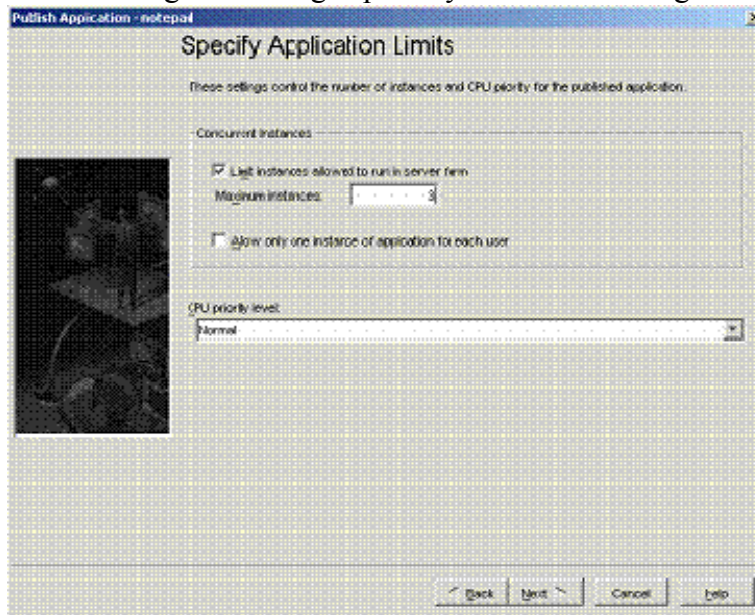 Publish Application - notepad
Specify Application Limits
These settings control the number of instances and CPU priority for the published application.
Concurrent Instances
Limit instances allowed to run in server farm
Maximum instances: 3
Allow only one instance of application for each user
CPU priority level:
Normal
< Back Next > Cancel Help